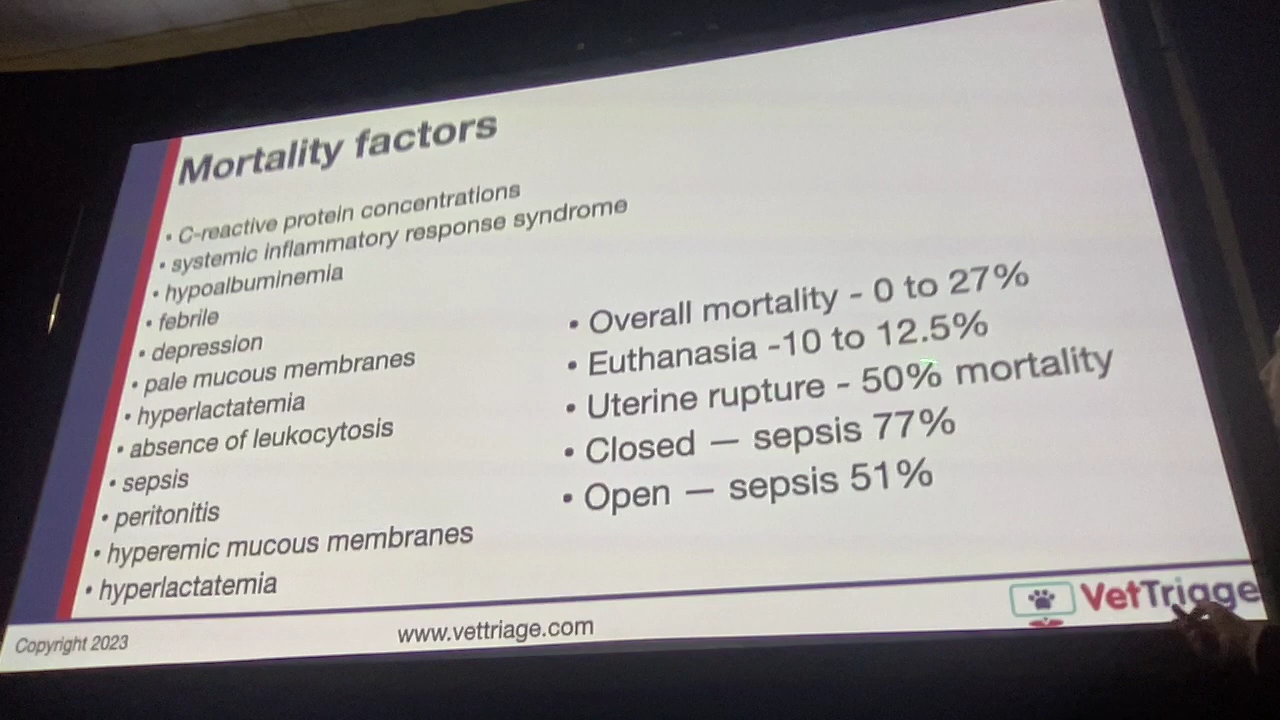 Mortality factors
• C-reactive protein concentrations
• systemic inflammatory response syndrome
• hypoalbuminemia
• febrile
• depression
• pale mucous membranes
• hyperlactatemia
• absence of leukocytosis
• sepsis
• peritonitis
• hyperemic mucous membranes
• hyperlactatemia
• Overall mortality - 0 to 27%
• Euthanasia -10 to 12.5%
• Uterine rupture - 50% mortality
• Closed — sepsis 77%
• Open — sepsis 51%
Copyright 2023
www.vettriage.com
VetTriage